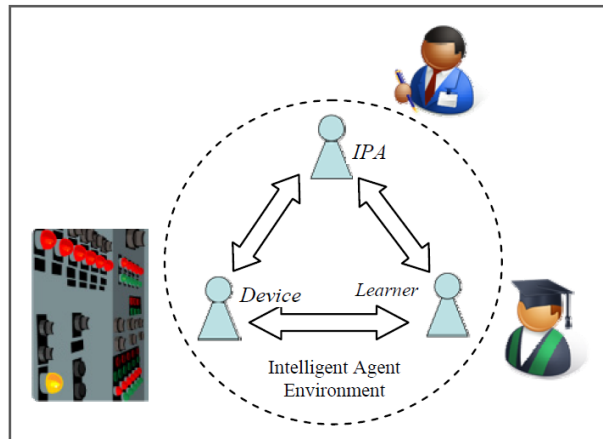 IPA
Device
Learner
Intelligent Agent
Environment